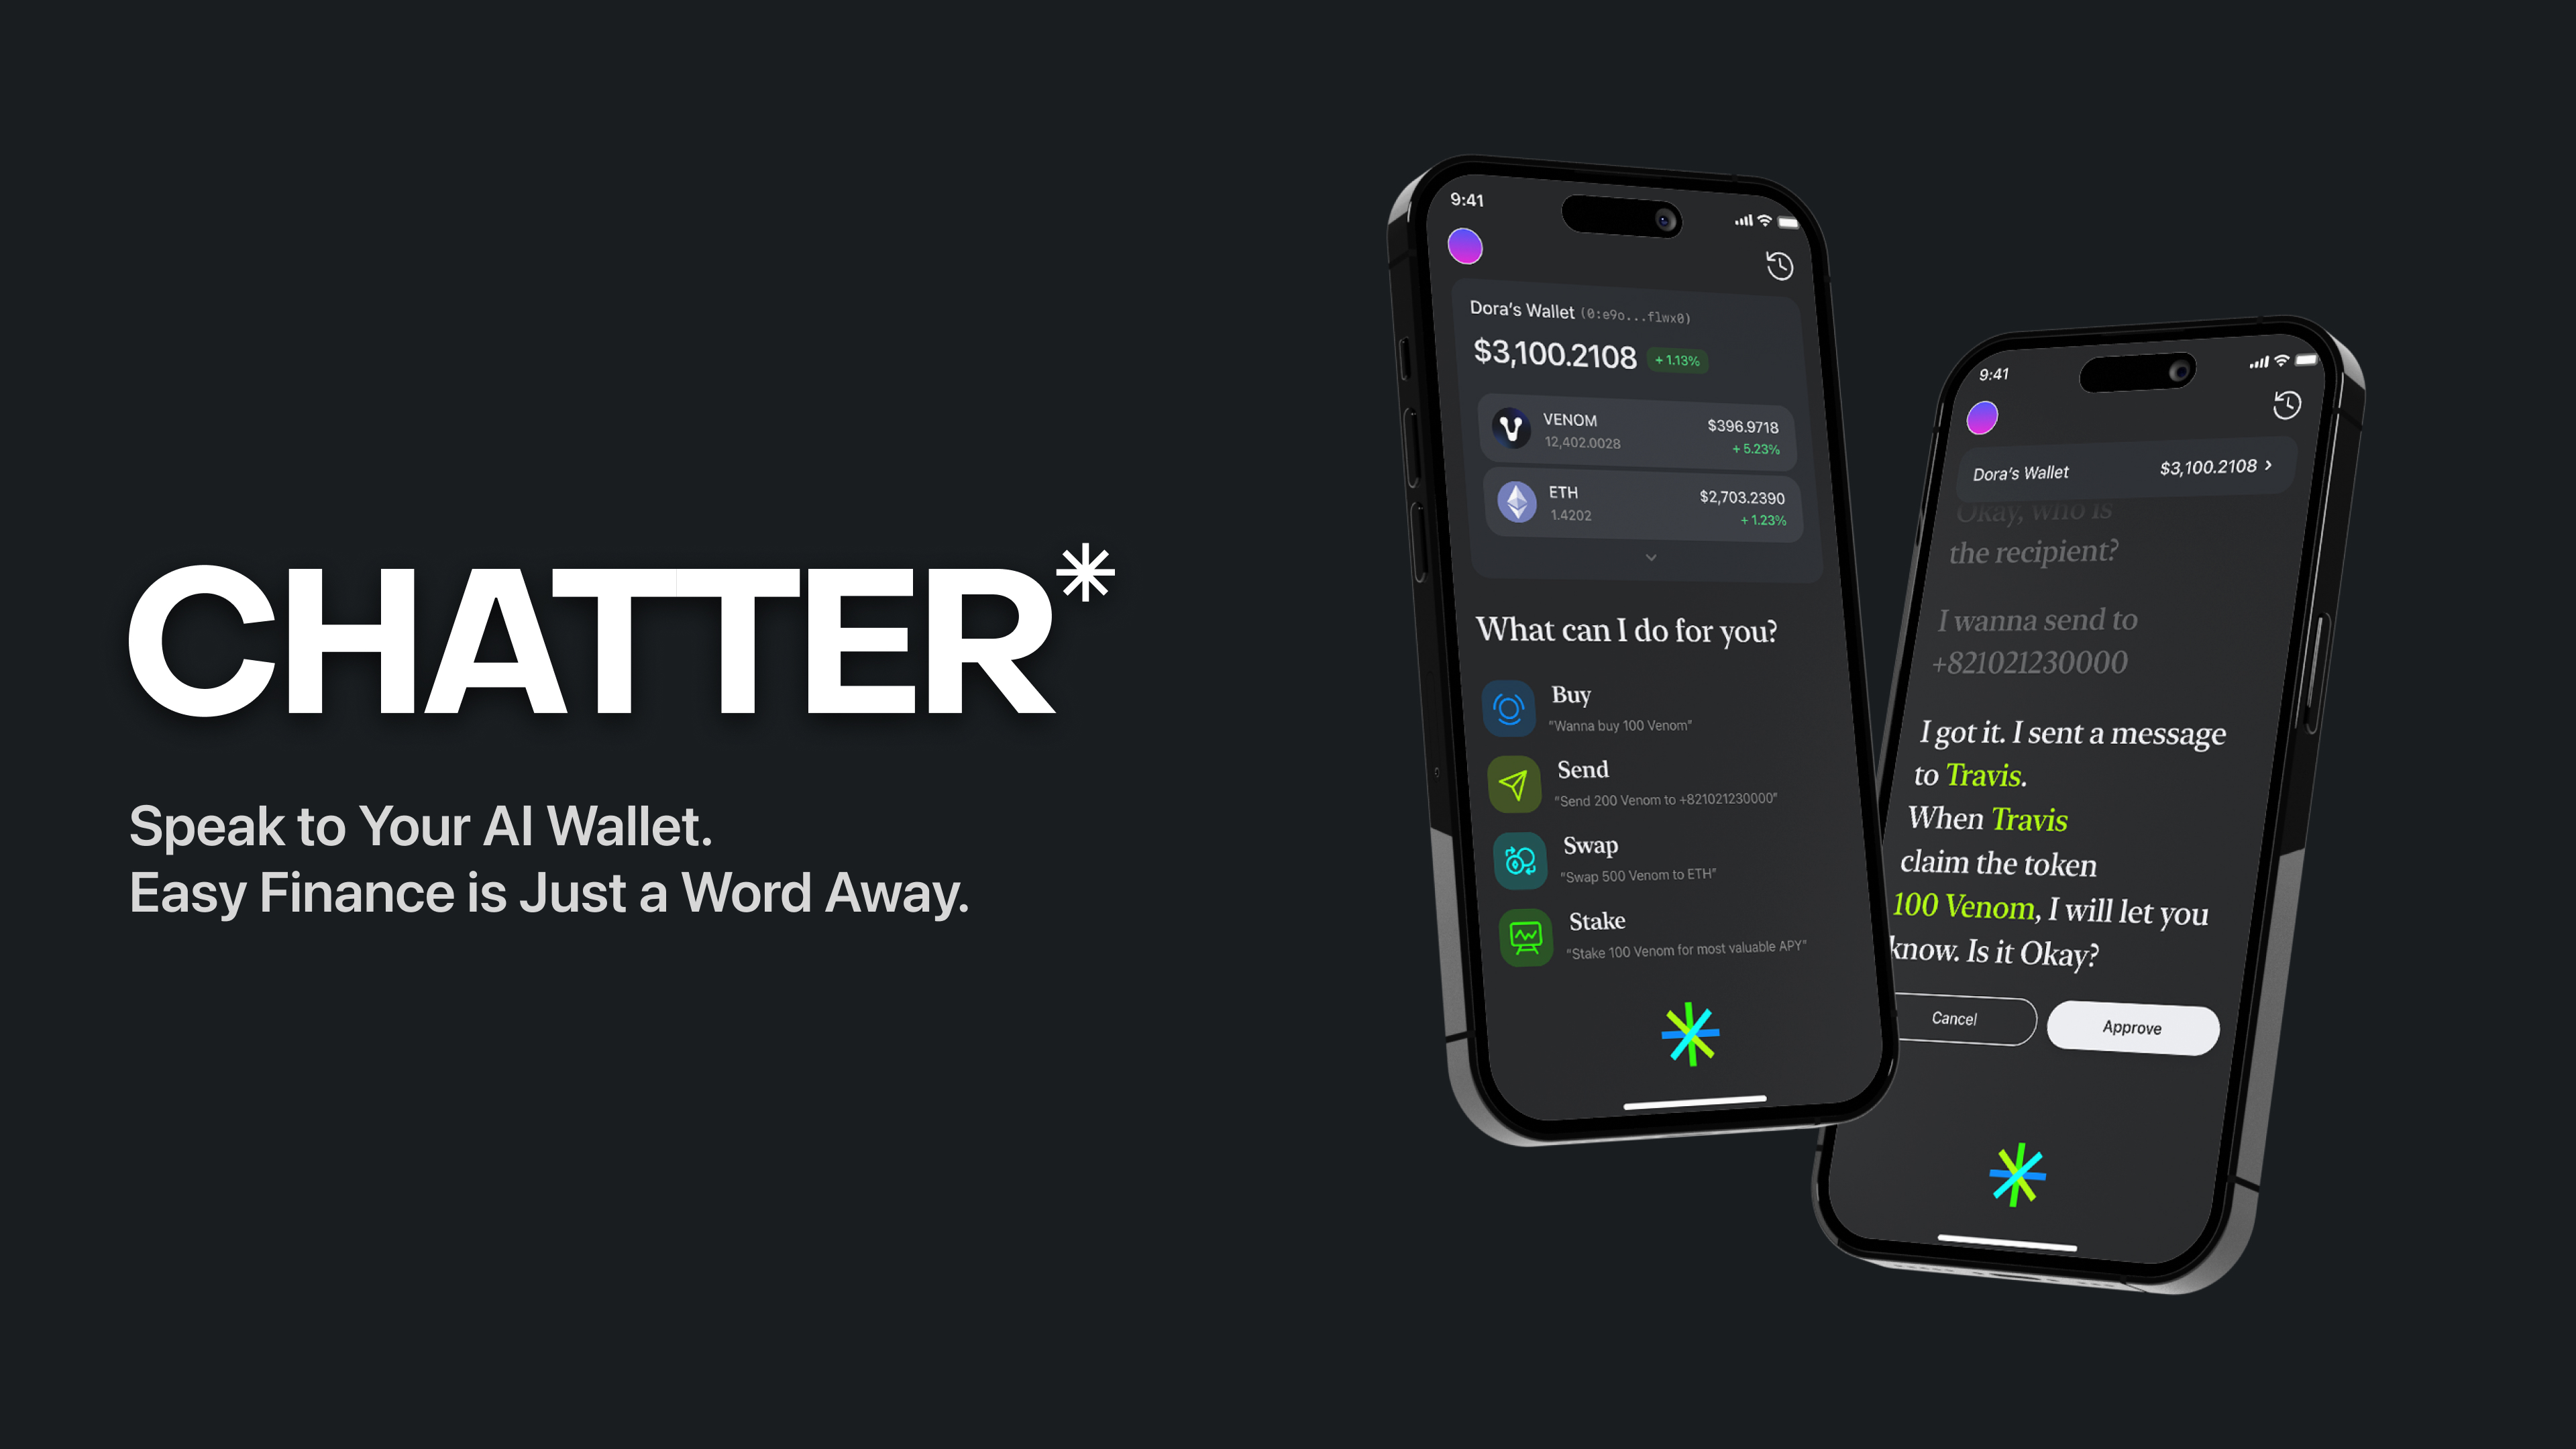 CHATTER*
Speak to Your AI Wallet.
Easy Finance is Just a Word Away.
9:41
Dora's Wallet (0:e9o...flwx0)
$3,100.2108 + 1.13%
VENOM $396.9718
12,402.0028 + 5.23%
ETH $2,703.2390
1.4202 + 1.23%
What can I do for you?
Buy
"Wanna buy 100 Venom"
Send
"Send 200 Venom to +821021230000"
Swap
"Swap 500 Venom to ETH"
Stake
"Stake 100 Venom for most valuable APY"
9:41
Dora's Wallet $3,100.2108 >
Okay, who is
the recipient?
I wanna send to
+821021230000
I got it. I sent a message
to Travis.
When Travis
claim the token
100 Venom, I will let you
know. Is it Okay?
Cancel Approve